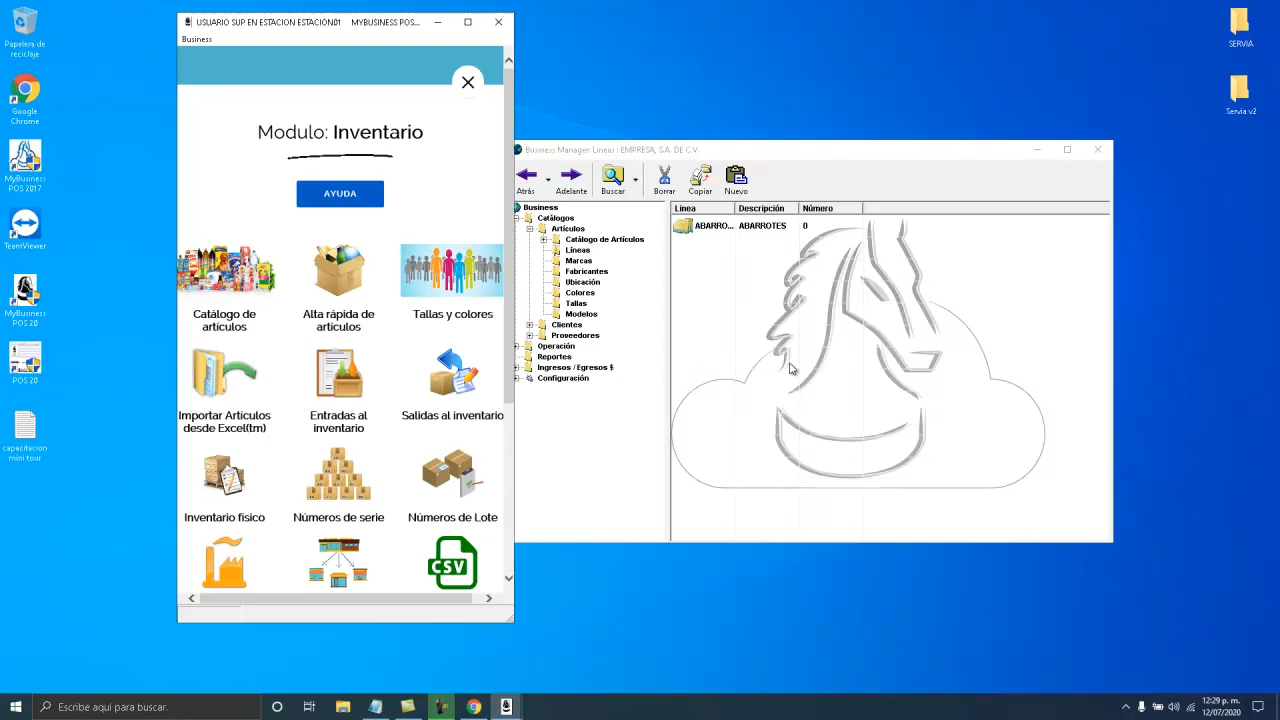 Papelera de
reciclaje
Google
Chrome
MyBusiness
POS 2017
TeamViewer
MyBusiness
POS 20
POS 20
capacitacion
mini tour
USUARIO SUP EN ESTACION ESTACION01 MYBUSINESS POS...
Business
Modulo: Inventario
AYUDA
Catálogo de
artículos
Alta rápida de
artículos
Tallas y colores
Importar Artículos
desde Excel(tm)
Entradas al
inventario
Salidas al inventario
Inventario físico
Números de serie
Números de Lote
CSV
Business Manager: Líneas : EMPRESA, S.A. DE C.V.
Atrás
Adelante
Buscar
Borrar
Copiar
Nuevo
Business
Catálogos
Artículos
Catálogo de Artículos
Líneas
Marcas
Fabricantes
Ubicación
Colores
Tallas
Modelos
Clientes
Proveedores
Operación
Reportes
Ingresos / Egresos $
Configuración
Línea Descripción Número
ABARRO... ABARROTES 0
SERVIA
Servia v2
Escribe aquí para buscar.
12:29 p. m.
12/07/2020